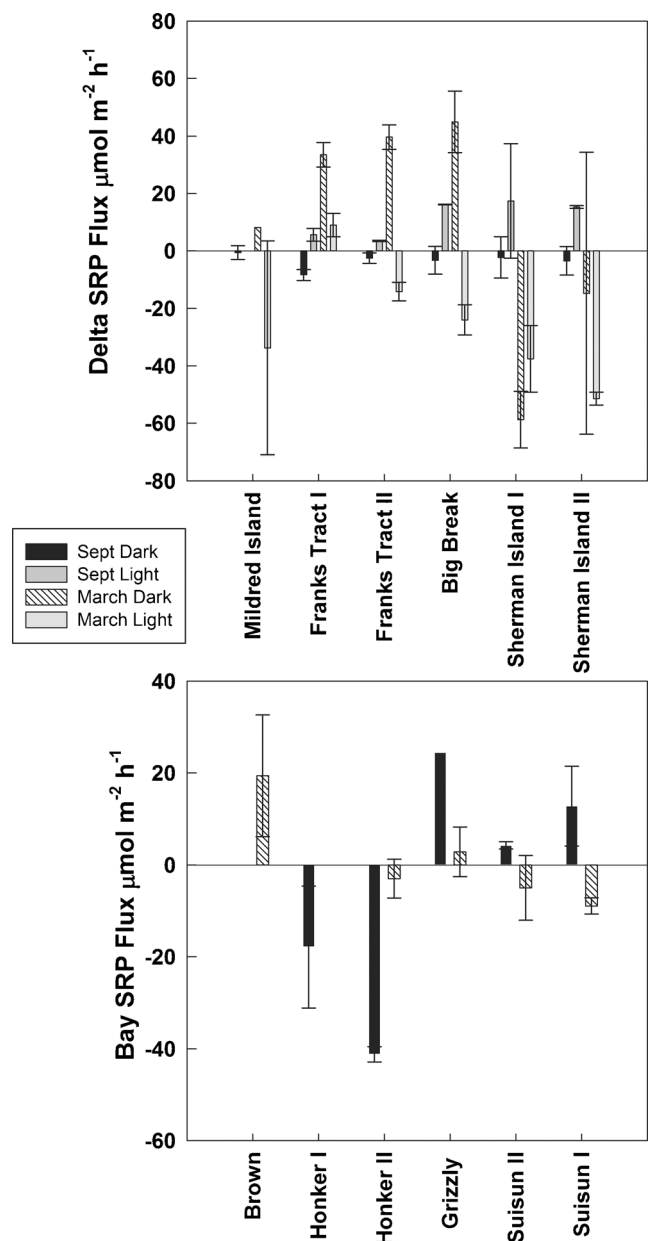 Delta SRP Flux μmol m⁻² h⁻¹
80
60
40
20
0
-20
-40
-60
-80
Mildred Island
Franks Tract I
Franks Tract II
Big Break
Sherman Island I
Sherman Island II
Sept Dark
Sept Light
March Dark
March Light
Bay SRP Flux μmol m⁻² h⁻¹
40
20
0
-20
-40
-60
Brown
Honker I
Honker II
Grizzly
Suisun II
Suisun I